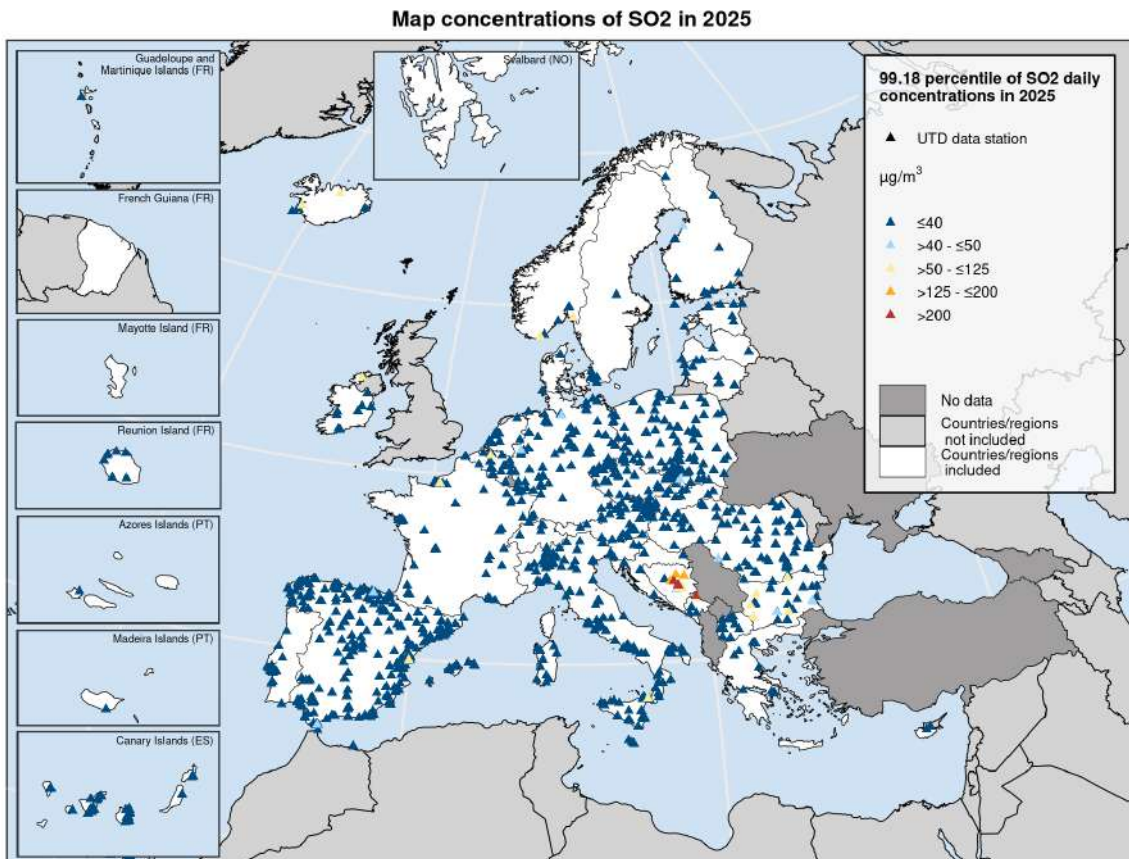 Map concentrations of SO2 in 2025
Guadeloupe and
Martinique Islands (FR)
Svalbard (NO)
99.18 percentile of SO2 daily
concentrations in 2025
UTD data station
µg/m³
≤40
>40 - ≤50
>50 - ≤125
>125 - ≤200
>200
No data
Countries/regions
not included
Countries/regions
included
French Guiana (FR)
Mayotte Island (FR)
Reunion Island (FR)
Azores Islands (PT)
Madeira Islands (PT)
Canary Islands (ES)